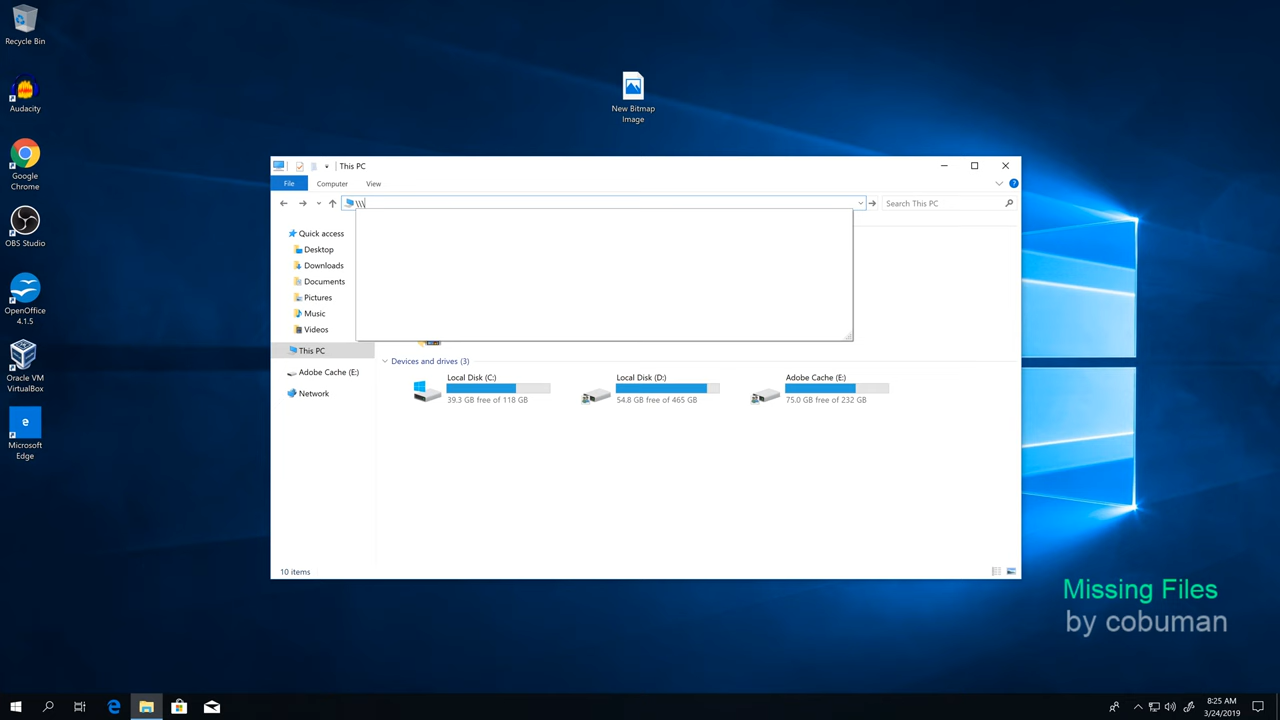 Recycle Bin
Audacity
Google
Chrome
OBS Studio
OpenOffice
4.1.5
Oracle VM
VirtualBox
Microsoft
Edge
New Bitmap
Image
This PC
File
Computer
View
\\\
Search This PC
Quick access
Desktop
Downloads
Documents
Pictures
Music
Videos
This PC
Adobe Cache (E:)
Network
Devices and drives (3)
Local Disk (C:)
39.3 GB free of 118 GB
Local Disk (D:)
54.8 GB free of 465 GB
Adobe Cache (E:)
75.0 GB free of 232 GB
10 items
Missing Files
by cobuman
8:25 AM
3/24/2019